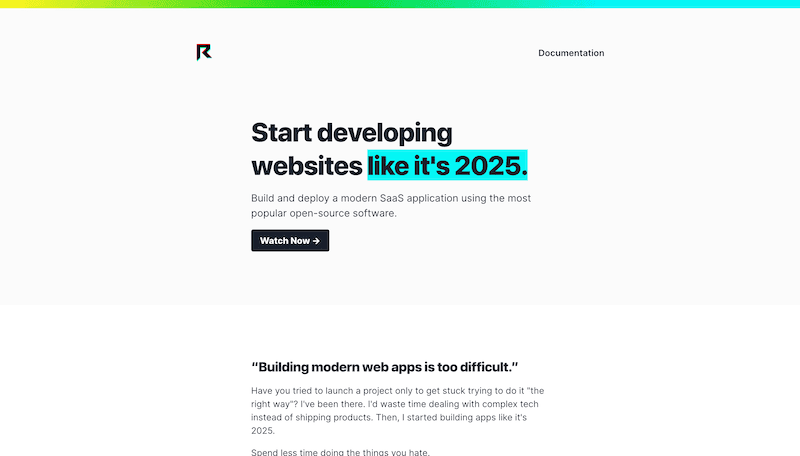 Documentation
Start developing
websites like it's 2025.
Build and deploy a modern SaaS application using the most
popular open-source software.
Watch Now →
“Building modern web apps is too difficult.”
Have you tried to launch a project only to get stuck trying to do it "the
right way"? I've been there. I'd waste time dealing with complex tech
instead of shipping products. Then, I started building apps like it's
2025.
Spend less time doing the things you hate.